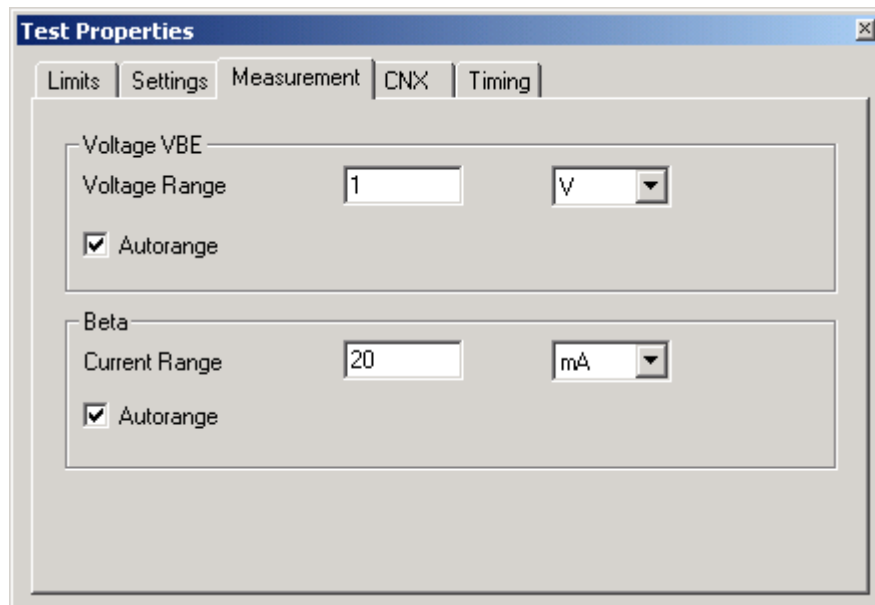 Test Properties
Limits Settings Measurement CNX Timing
Voltage VBE
Voltage Range 1 V
Autorange
Beta
Current Range 20 mA
Autorange